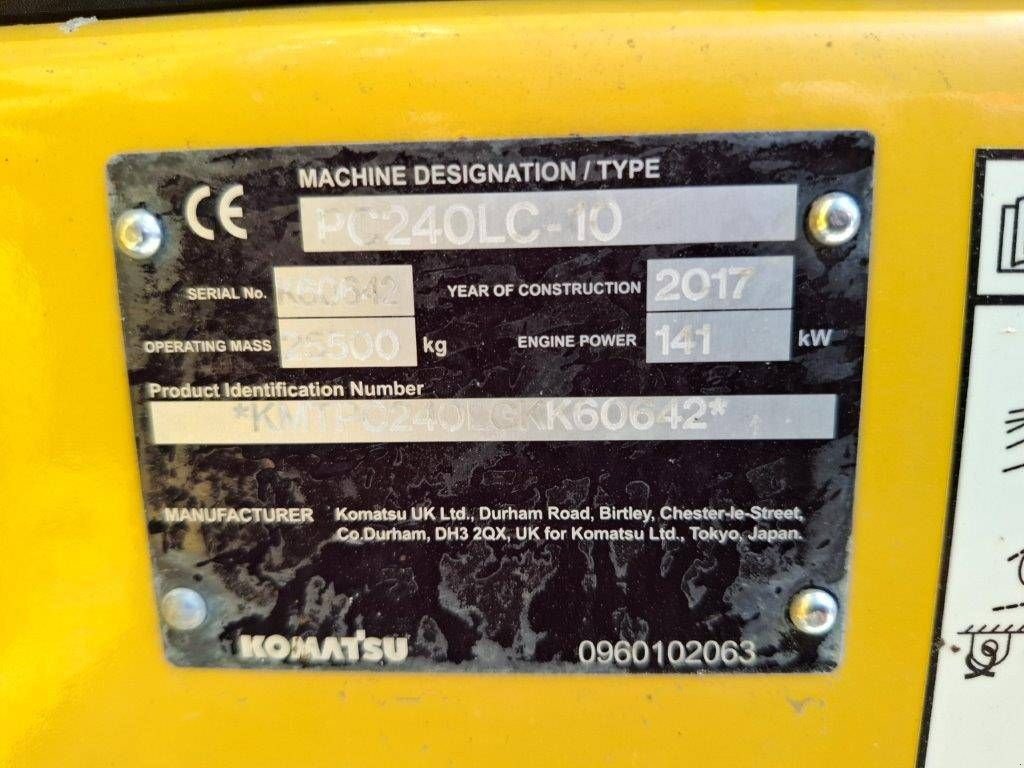 CE
MACHINE DESIGNATION / TYPE
PC240LC-10
SERIAL No. K60642 YEAR OF CONSTRUCTION 2017
OPERATING MASS 25500 kg ENGINE POWER 141 kW
Product Identification Number
*KMTPC240LGKK60642*
MANUFACTURER Komatsu UK Ltd., Durham Road, Birtley, Chester-le-Street,
Co.Durham, DH3 2QX, UK for Komatsu Ltd., Tokyo, Japan.
KOMATSU 0960102063